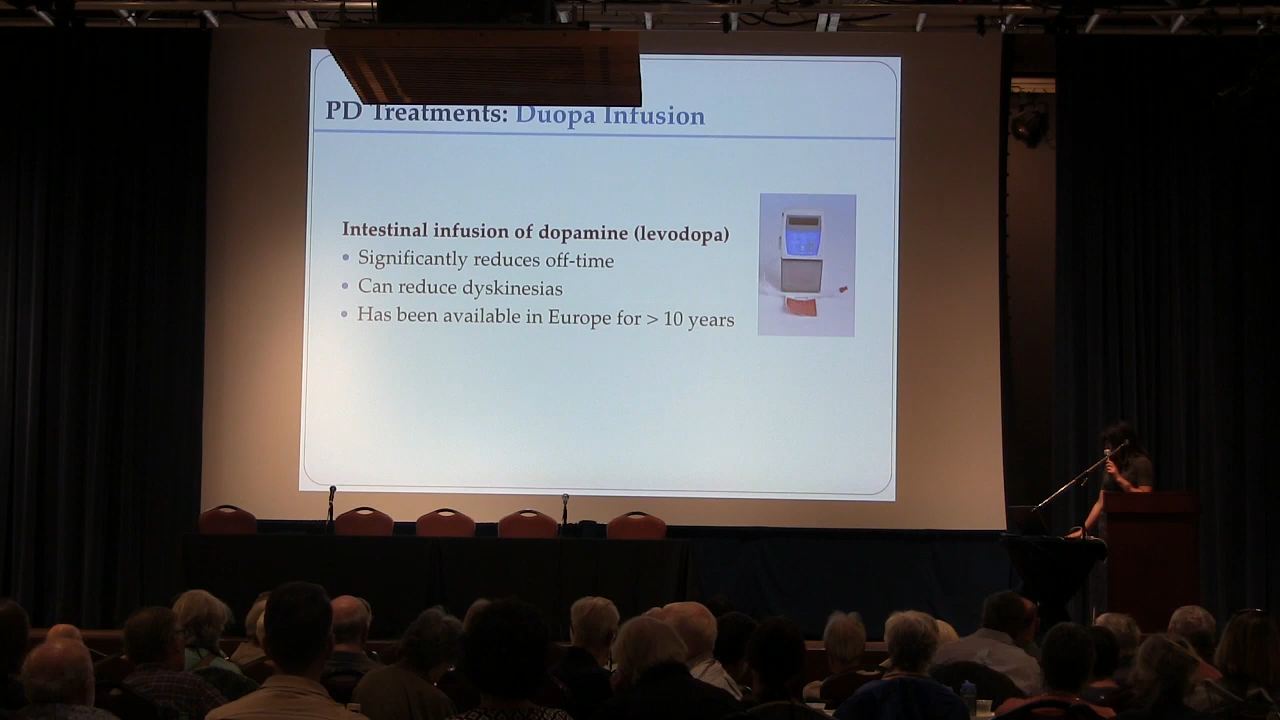 PD Treatments: Duopa Infusion
Intestinal infusion of dopamine (levodopa)
• Significantly reduces off-time
• Can reduce dyskinesias
• Has been available in Europe for > 10 years